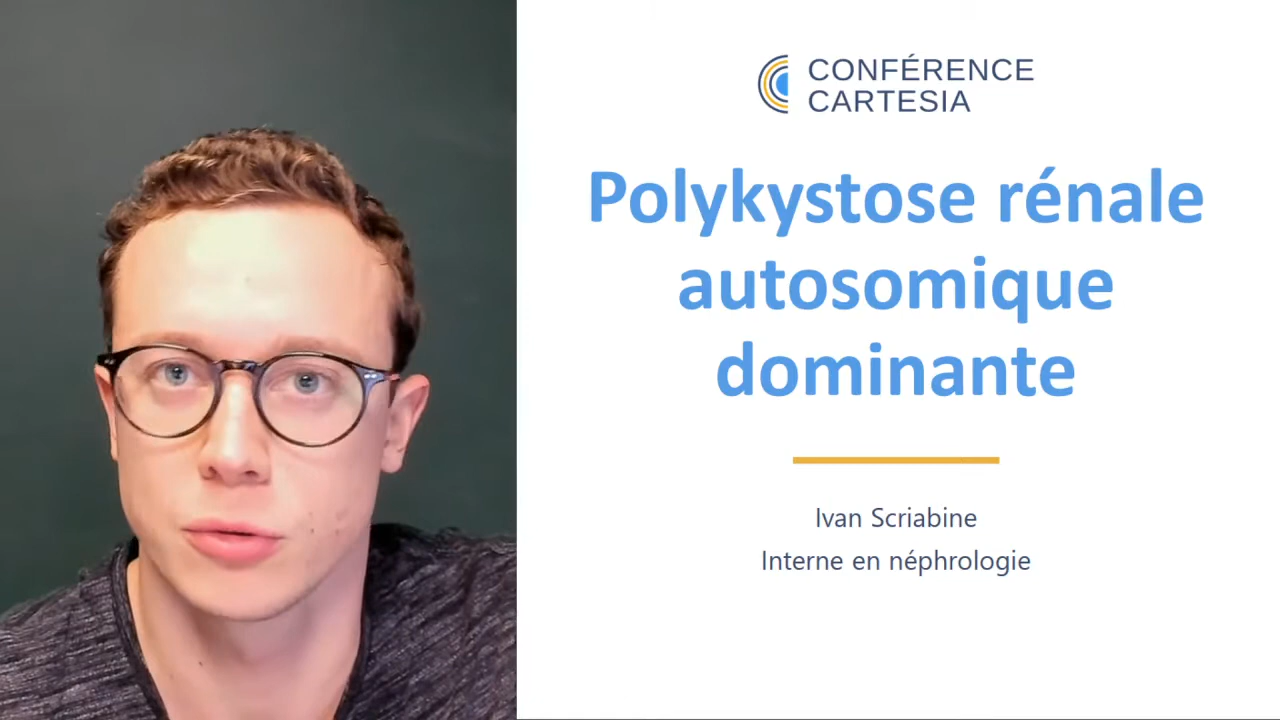 CONFÉRENCE
CARTESIA
Polykystose rénale
autosomique
dominante
Ivan Scriabine
Interne en néphrologie